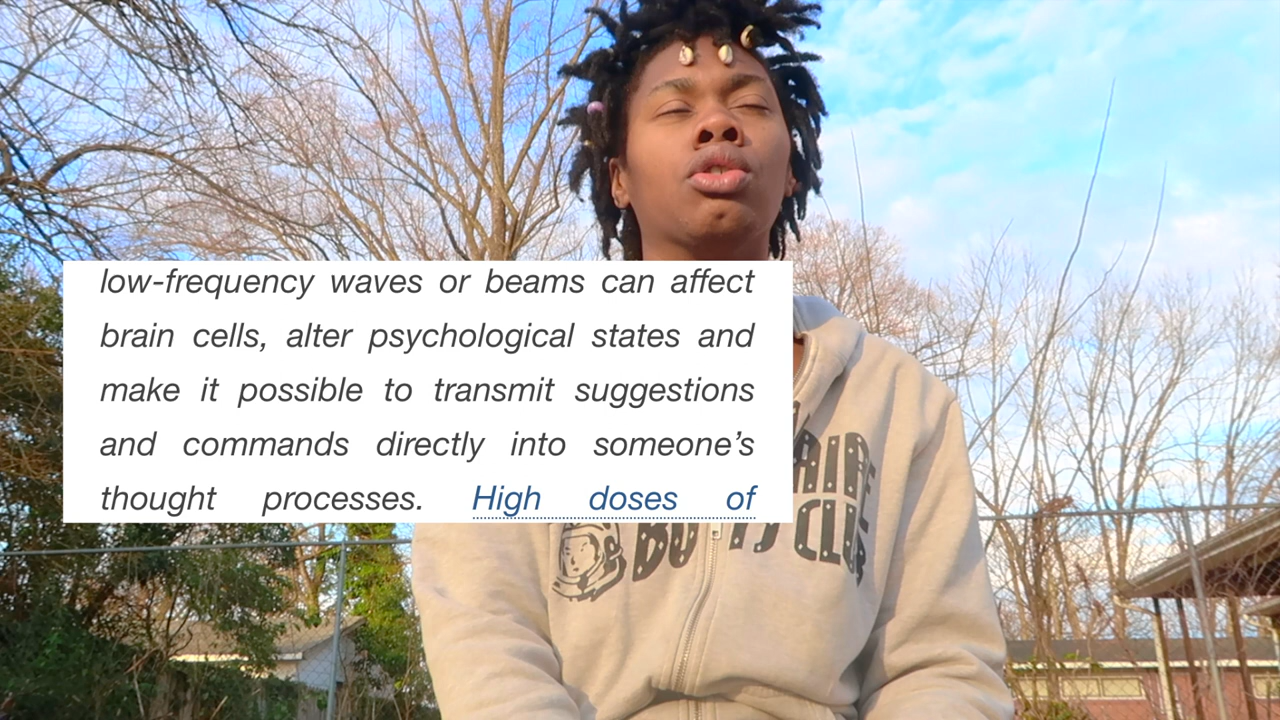 low-frequency waves or beams can affect
brain cells, alter psychological states and
make it possible to transmit suggestions
and commands directly into someone’s
thought processes. High doses of
CLUB